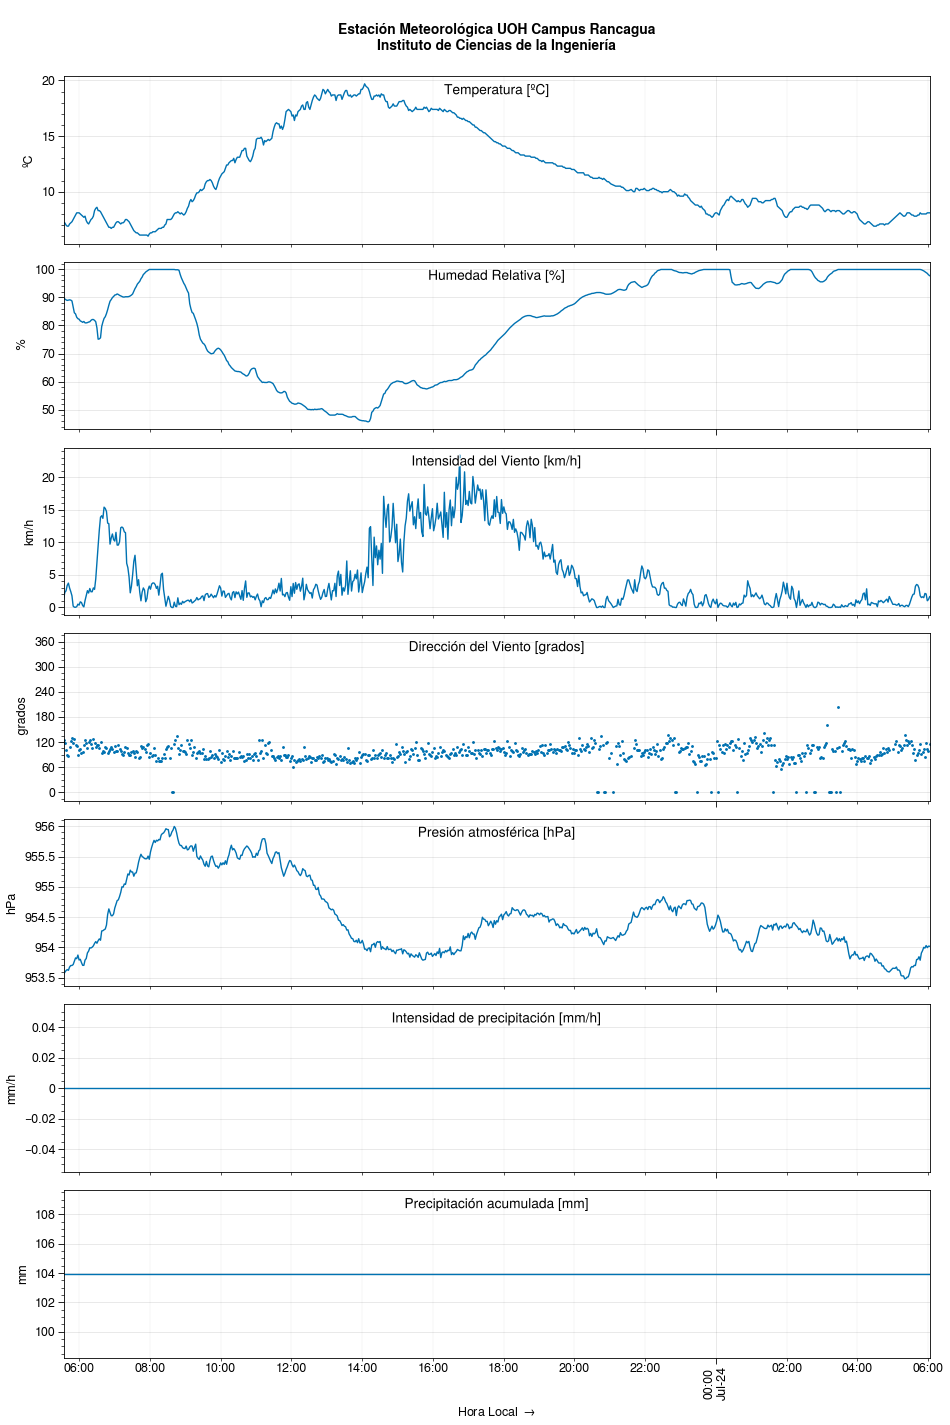 Estación Meteorológica UOH Campus Rancagua
Instituto de Ciencias de la Ingeniería
Temperatura [ºC]
20
15
10
ºC
Humedad Relativa [%]
100
90
80
70
60
50
%
Intensidad del Viento [km/h]
20
15
10
5
0
km/h
Dirección del Viento [grados]
360
300
240
180
120
60
0
grados
Presión atmosférica [hPa]
956
955.5
955
954.5
954
953.5
hPa
Intensidad de precipitación [mm/h]
0.04
0.02
0
−0.02
−0.04
mm/h
Precipitación acumulada [mm]
108
106
104
102
100
mm
06:00 08:00 10:00 12:00 14:00 16:00 18:00 20:00 22:00 00:00 02:00 04:00 06:00
Jul-24
Hora Local →